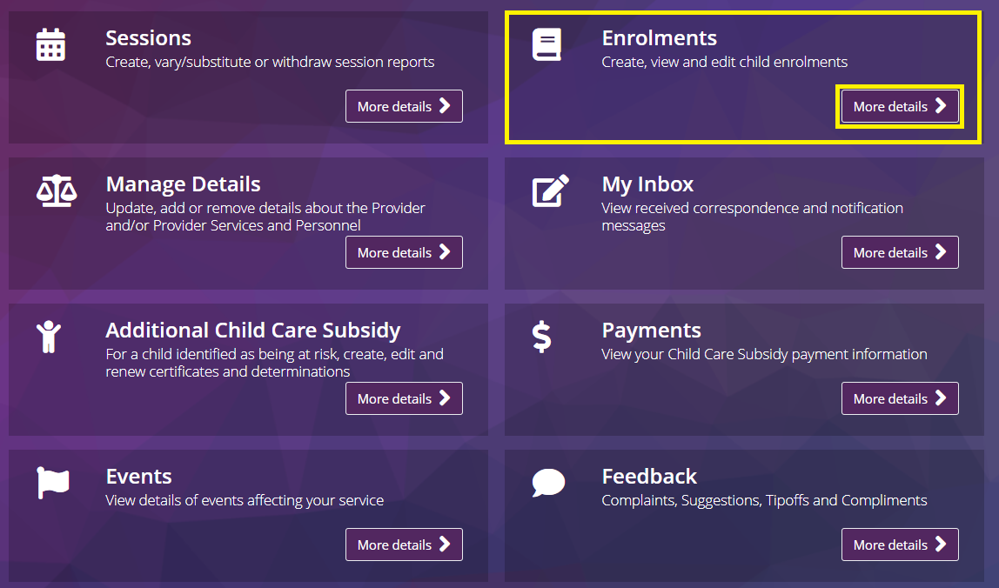 Sessions
Create, vary/substitute or withdraw session reports
More details
Enrolments
Create, view and edit child enrolments
More details
Manage Details
Update, add or remove details about the Provider
and/or Provider Services and Personnel
More details
My Inbox
View received correspondence and notification
messages
More details
Additional Child Care Subsidy
For a child identified as being at risk, create, edit and
renew certificates and determinations
More details
Payments
View your Child Care Subsidy payment information
More details
Events
View details of events affecting your service
More details
Feedback
Complaints, Suggestions, Tipoffs and Compliments
More details